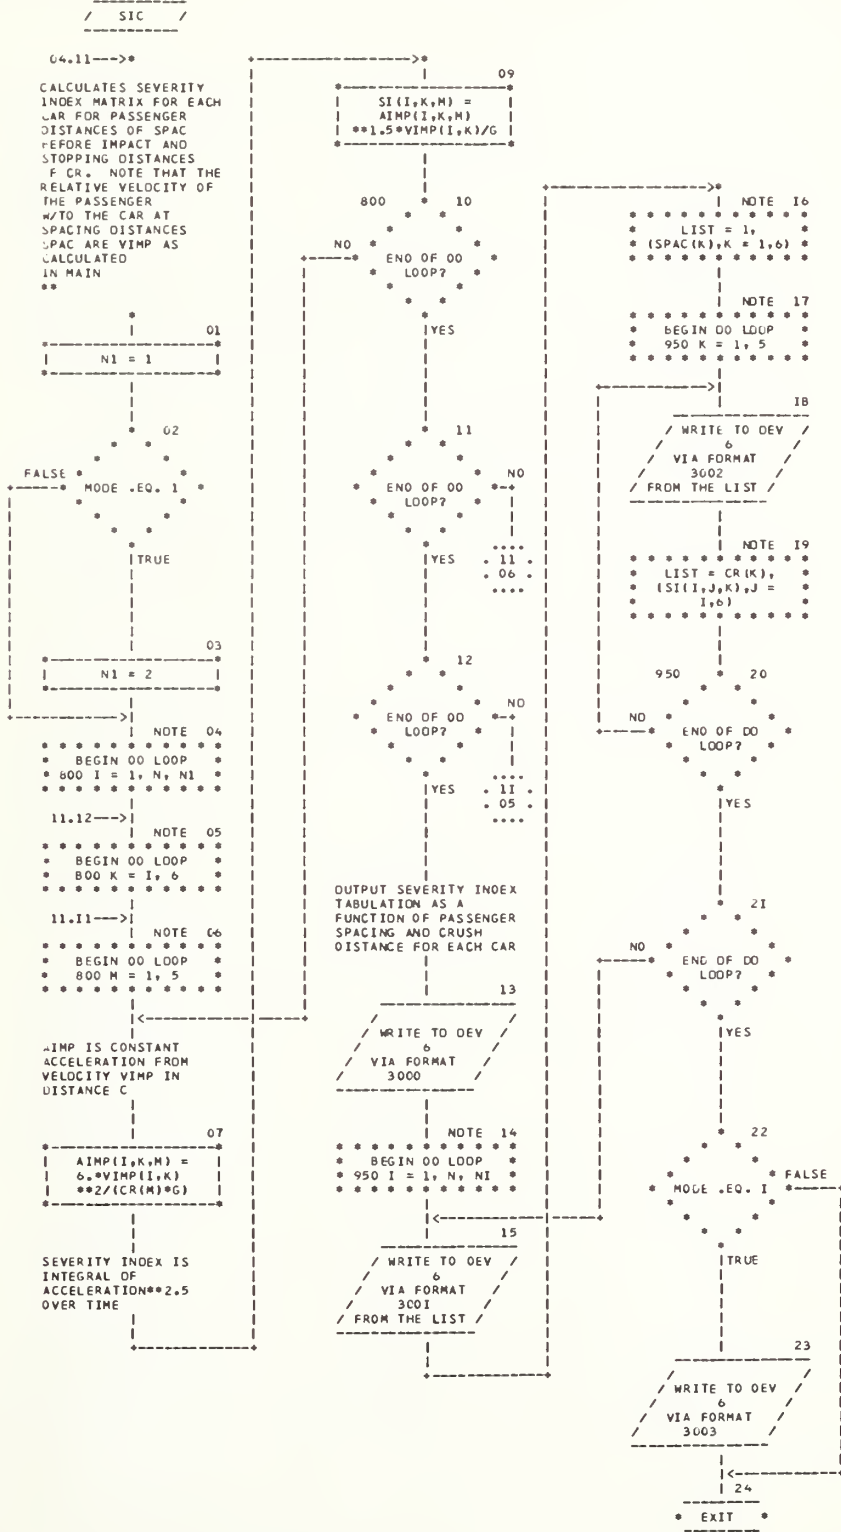 / SIC /
04.11--->*
CALCULATES SEVERITY
INDEX MATRIX FOR EACH
CAR FOR PASSENGER
DISTANCES OF SPAC
BEFORE IMPACT AND
STOPPING DISTANCES
F CR. NOTE THAT THE
RELATIVE VELOCITY OF
THE PASSENGER
W/TO THE CAR AT
SPACING DISTANCES
SPAC ARE VIMP AS
CALCULATED
IN MAIN
**
01
N1 = 1
02
FALSE
MODE .EQ. 1
TRUE
03
N1 = 2
NOTE 04
BEGIN DO LOOP
800 I = 1, N, N1
11.12--->
NOTE 05
BEGIN DO LOOP
800 K = 1, 6
11.11--->
NOTE 06
BEGIN DO LOOP
800 M = 1, 5
AIMP IS CONSTANT
ACCELERATION FROM
VELOCITY VIMP IN
DISTANCE C
07
AIMP(I,K,M) =
6.*VIMP(I,K)
**2/(CR(M)*G)
SEVERITY INDEX IS
INTEGRAL OF
ACCELERATION**2.5
OVER TIME
09
SI(I,K,M) =
AIMP(I,K,M)
**1.5*VIMP(I,K)/G
800 10
NO
END OF DO
LOOP?
YES
11
NO
END OF DO
LOOP?
YES
. 11 .
. 06 .
12
NO
END OF DO
LOOP?
YES
. 11 .
. 05 .
OUTPUT SEVERITY INDEX
TABULATION AS A
FUNCTION OF PASSENGER
SPACING AND CRUSH
DISTANCE FOR EACH CAR
13
/ WRITE TO DEV /
6
VIA FORMAT
3000
NOTE 14
BEGIN DO LOOP
950 I = 1, N, N1
15
/ WRITE TO DEV /
6
VIA FORMAT
3001
/ FROM THE LIST /
NOTE 16
LIST = 1,
(SPAC(K),K = 1,6)
NOTE 17
BEGIN DO LOOP
950 K = 1, 5
18
/ WRITE TO DEV /
6
VIA FORMAT
3002
/ FROM THE LIST /
NOTE 19
LIST = CR(K),
(SI(I,J,K),J =
1,6)
950 20
NO
END OF DO
LOOP?
YES
21
NO
END OF DO
LOOP?
YES
22
FALSE
MODE .EQ. 1
TRUE
23
/ WRITE TO DEV /
6
VIA FORMAT
3003
24
* EXIT *